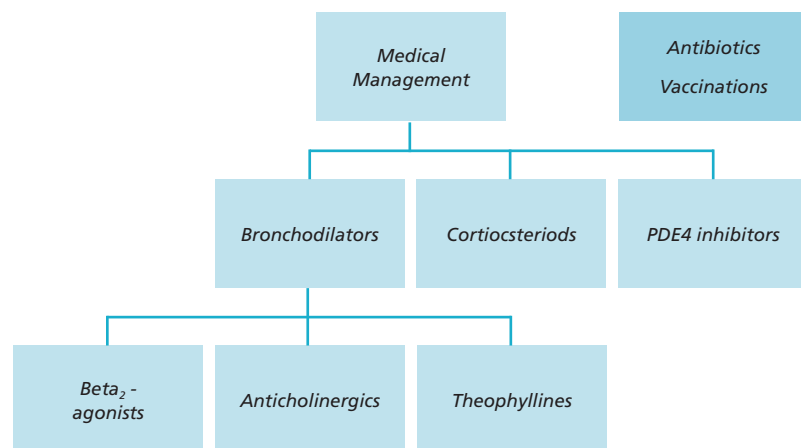 Medical
Management
Antibiotics
Vaccinations
Bronchodilators
Cortiocsteriods
PDE4 inhibitors
Beta₂ -
agonists
Anticholinergics
Theophyllines